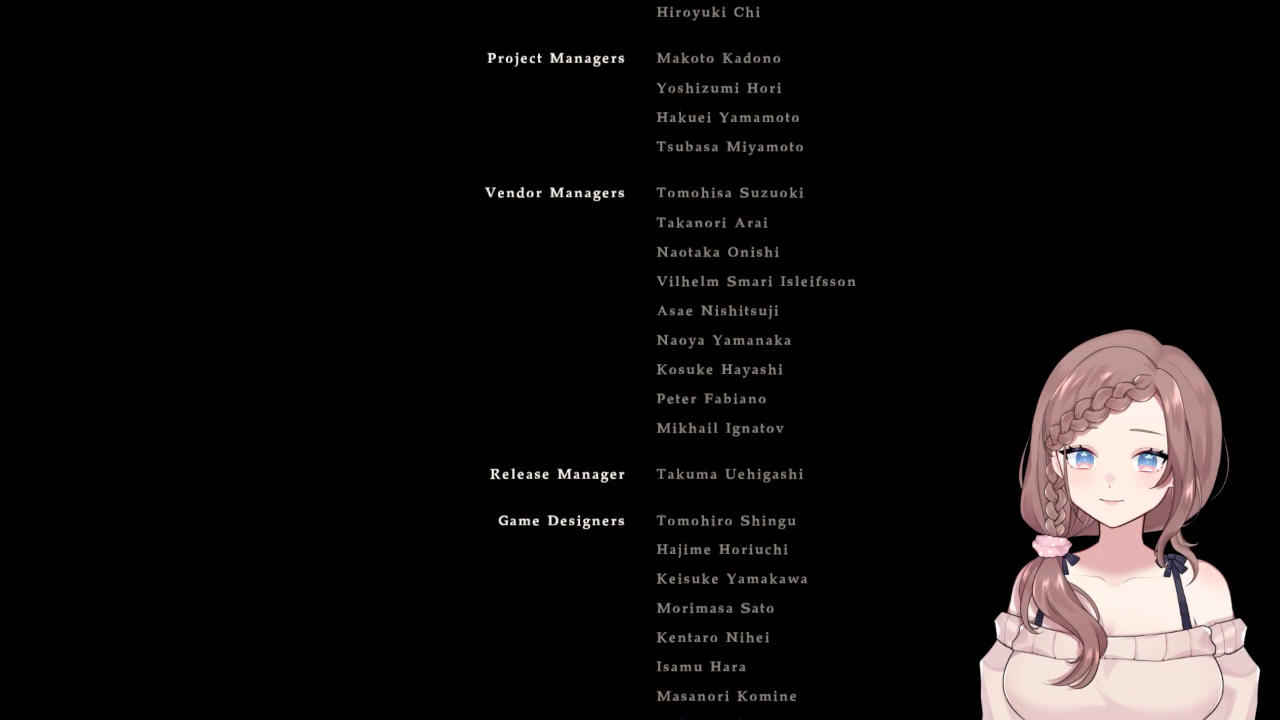 Hiroyuki Chi
Project Managers Makoto Kadono
Yoshizumi Hori
Hakuei Yamamoto
Tsubasa Miyamoto
Vendor Managers Tomohisa Suzuoki
Takanori Arai
Naotaka Onishi
Vilhelm Smari Isleifsson
Asae Nishitsuji
Naoya Yamanaka
Kosuke Hayashi
Peter Fabiano
Mikhail Ignatov
Release Manager Takuma Uehigashi
Game Designers Tomohiro Shingu
Hajime Horiuchi
Keisuke Yamakawa
Morimasa Sato
Kentaro Nihei
Isamu Hara
Masanori Komine